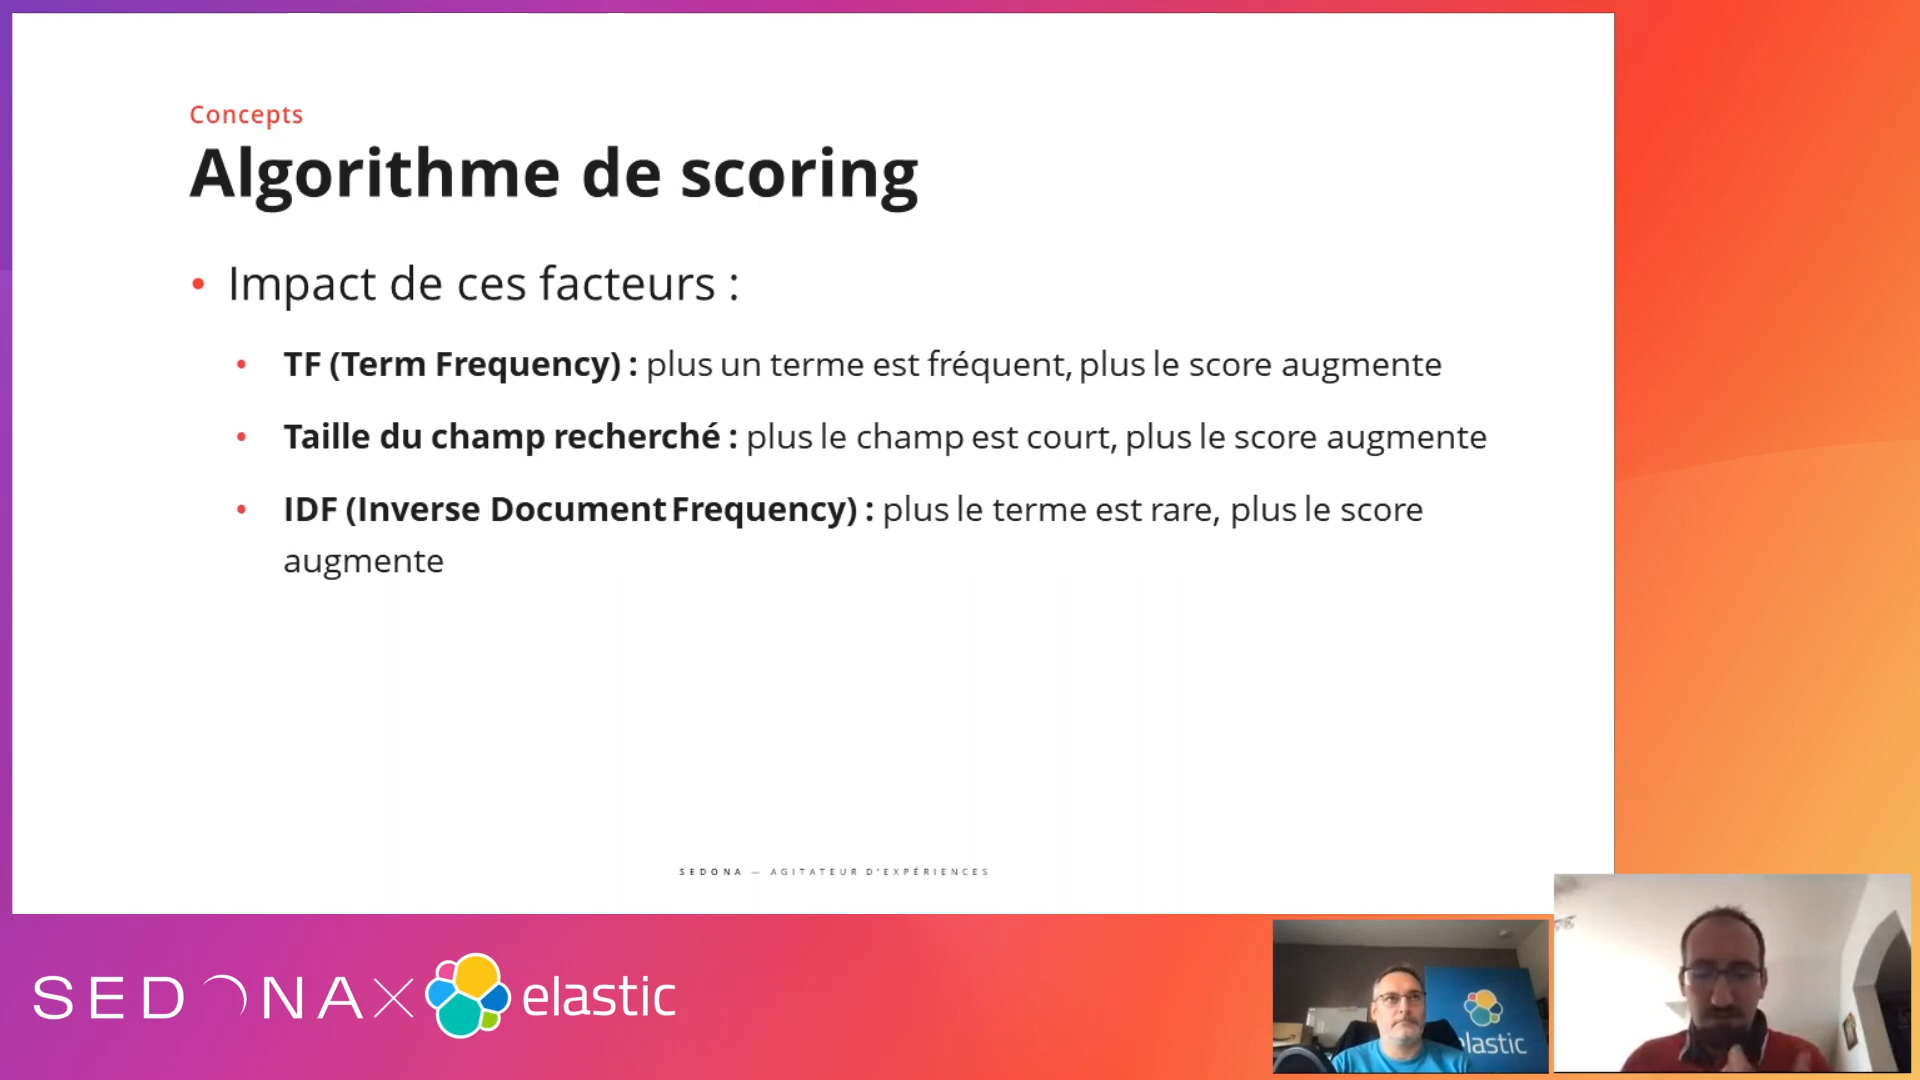 Concepts
Algorithme de scoring
• Impact de ces facteurs :
• TF (Term Frequency) : plus un terme est fréquent, plus le score augmente
• Taille du champ recherché : plus le champ est court, plus le score augmente
• IDF (Inverse Document Frequency) : plus le terme est rare, plus le score
augmente
SEDONA — AGITATEUR D'EXPÉRIENCES
SEDONA X elastic
elastic